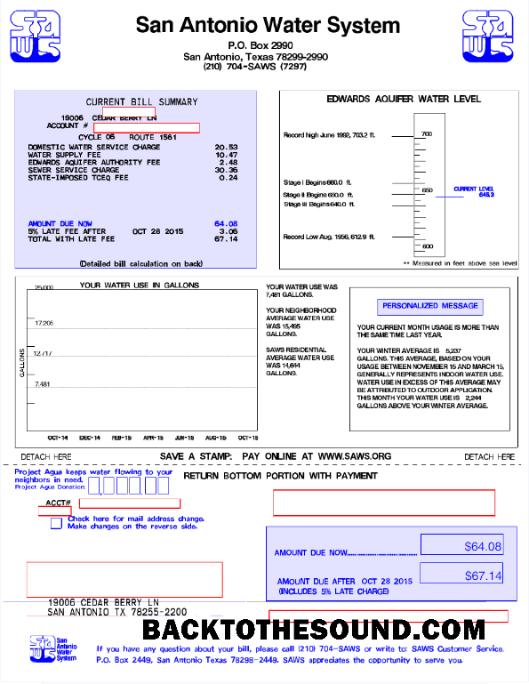 San Antonio Water System
P.O. Box 2990
San Antonio, Texas 78299-2990
(210) 704-SAWS (7297)
CURRENT BILL SUMMARY
19006 CEDAR BERRY LN
ACCOUNT #
CYCLE 06 ROUTE 1561
DOMESTIC WATER SERVICE CHARGE 20.53
WATER SUPPLY FEE 10.47
EDWARDS AQUIFER AUTHORITY FEE 2.48
SEWER SERVICE CHARGE 30.36
STATE-IMPOSED TCEQ FEE 0.24
AMOUNT DUE NOW 64.08
5% LATE FEE AFTER OCT 28 2015 3.06
TOTAL WITH LATE FEE 67.14
(Detailed bill calculation on back)
EDWARDS AQUIFER WATER LEVEL
Record high June 1992, 703.2 ft.
700
Stage I Begins 660.0 ft.
Stage II Begins 650.0 ft.
650
CURRENT LEVEL
645.3
Stage III Begins 640.0 ft.
Record Low Aug. 1956, 612.9 ft.
600
** Measured in feet above sea level
YOUR WATER USE IN GALLONS
25,000
17,205
12,717
7,481
GALLONS
OCT-14 DEC-14 FEB-15 APR-15 JUN-15 AUG-15 OCT-15
YOUR WATER USE WAS
7,481 GALLONS.
YOUR NEIGHBORHOOD
AVERAGE WATER USE
WAS 15,495
GALLONS.
SAWS RESIDENTIAL
AVERAGE WATER USE
WAS 14,644
GALLONS.
PERSONALIZED MESSAGE
YOUR CURRENT MONTH USAGE IS MORE THAN
THE SAME TIME LAST YEAR.
YOUR WINTER AVERAGE IS 5,237
GALLONS. THIS AVERAGE, BASED ON YOUR
USAGE BETWEEN NOVEMBER 15 AND MARCH 15,
GENERALLY REPRESENTS INDOOR WATER USE.
WATER USE IN EXCESS OF THIS AVERAGE MAY
BE ATTRIBUTED TO OUTDOOR APPLICATION.
THIS MONTH YOUR WATER USE IS 2,244
GALLONS ABOVE YOUR WINTER AVERAGE.
DETACH HERE SAVE A STAMP: PAY ONLINE AT WWW.SAWS.ORG DETACH HERE
Project Agua keeps water flowing to your
neighbors in need.
Project Agua Donation:
RETURN BOTTOM PORTION WITH PAYMENT
ACCT#
Check here for mail address change.
Make changes on the reverse side.
AMOUNT DUE NOW $64.08
AMOUNT DUE AFTER OCT 28 2015 $67.14
(INCLUDES 5% LATE CHARGE)
19006 CEDAR BERRY LN
SAN ANTONIO TX 78255-2200
BACKTOTHESOUND.COM
San
Antonio
Water
System
If you have any question about your bill, please call (210) 704-SAWS or write to: SAWS Customer Service,
P.O. Box 2449, San Antonio Texas 78298-2449. SAWS appreciates the opportunity to serve you.